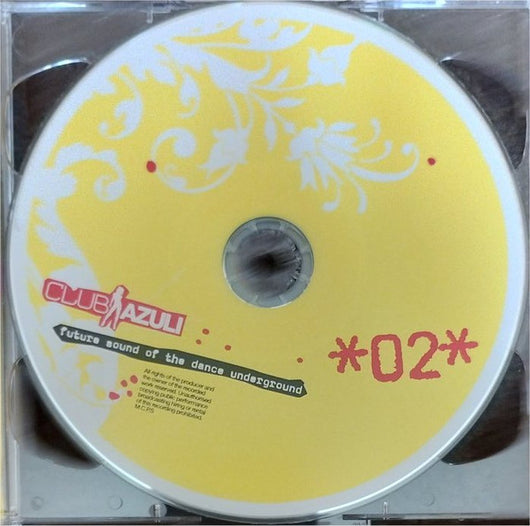 CLUB AZULI
future sound of the dance underground
*02*
All rights of the producer and
the owner of the recorded
work reserved. Unauthorised
copying public performance
broadcasting hiring or rental
of this recording prohibited.
M.C.P.S